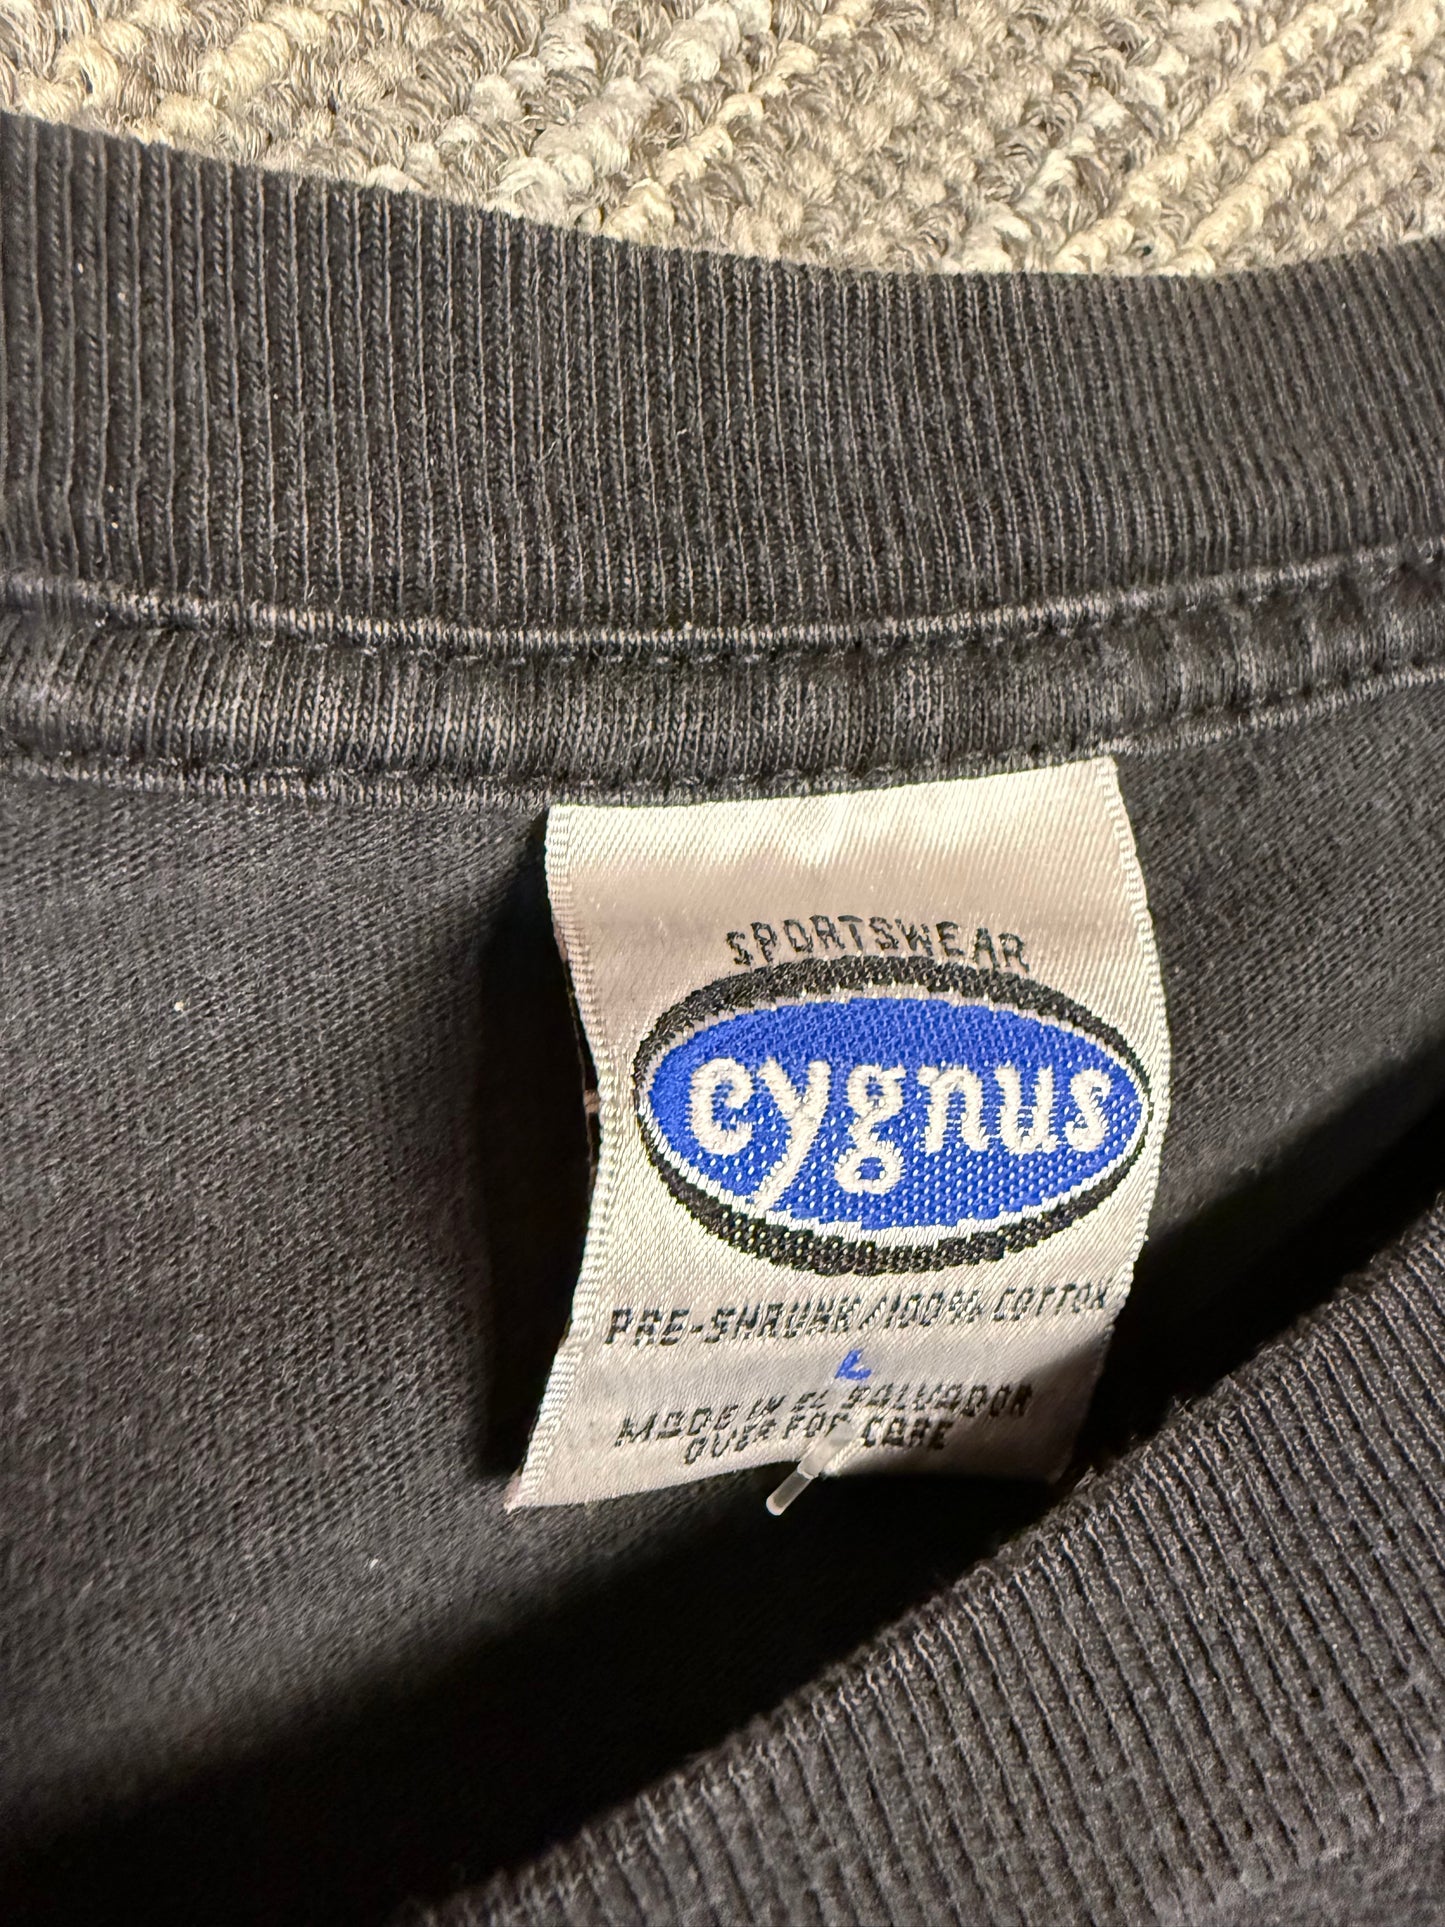 SPORTSWEAR
cygnus
PRE-SHRUNK/100% COTTON
L
MADE IN EL SALVADOR
OVER FOR CARE